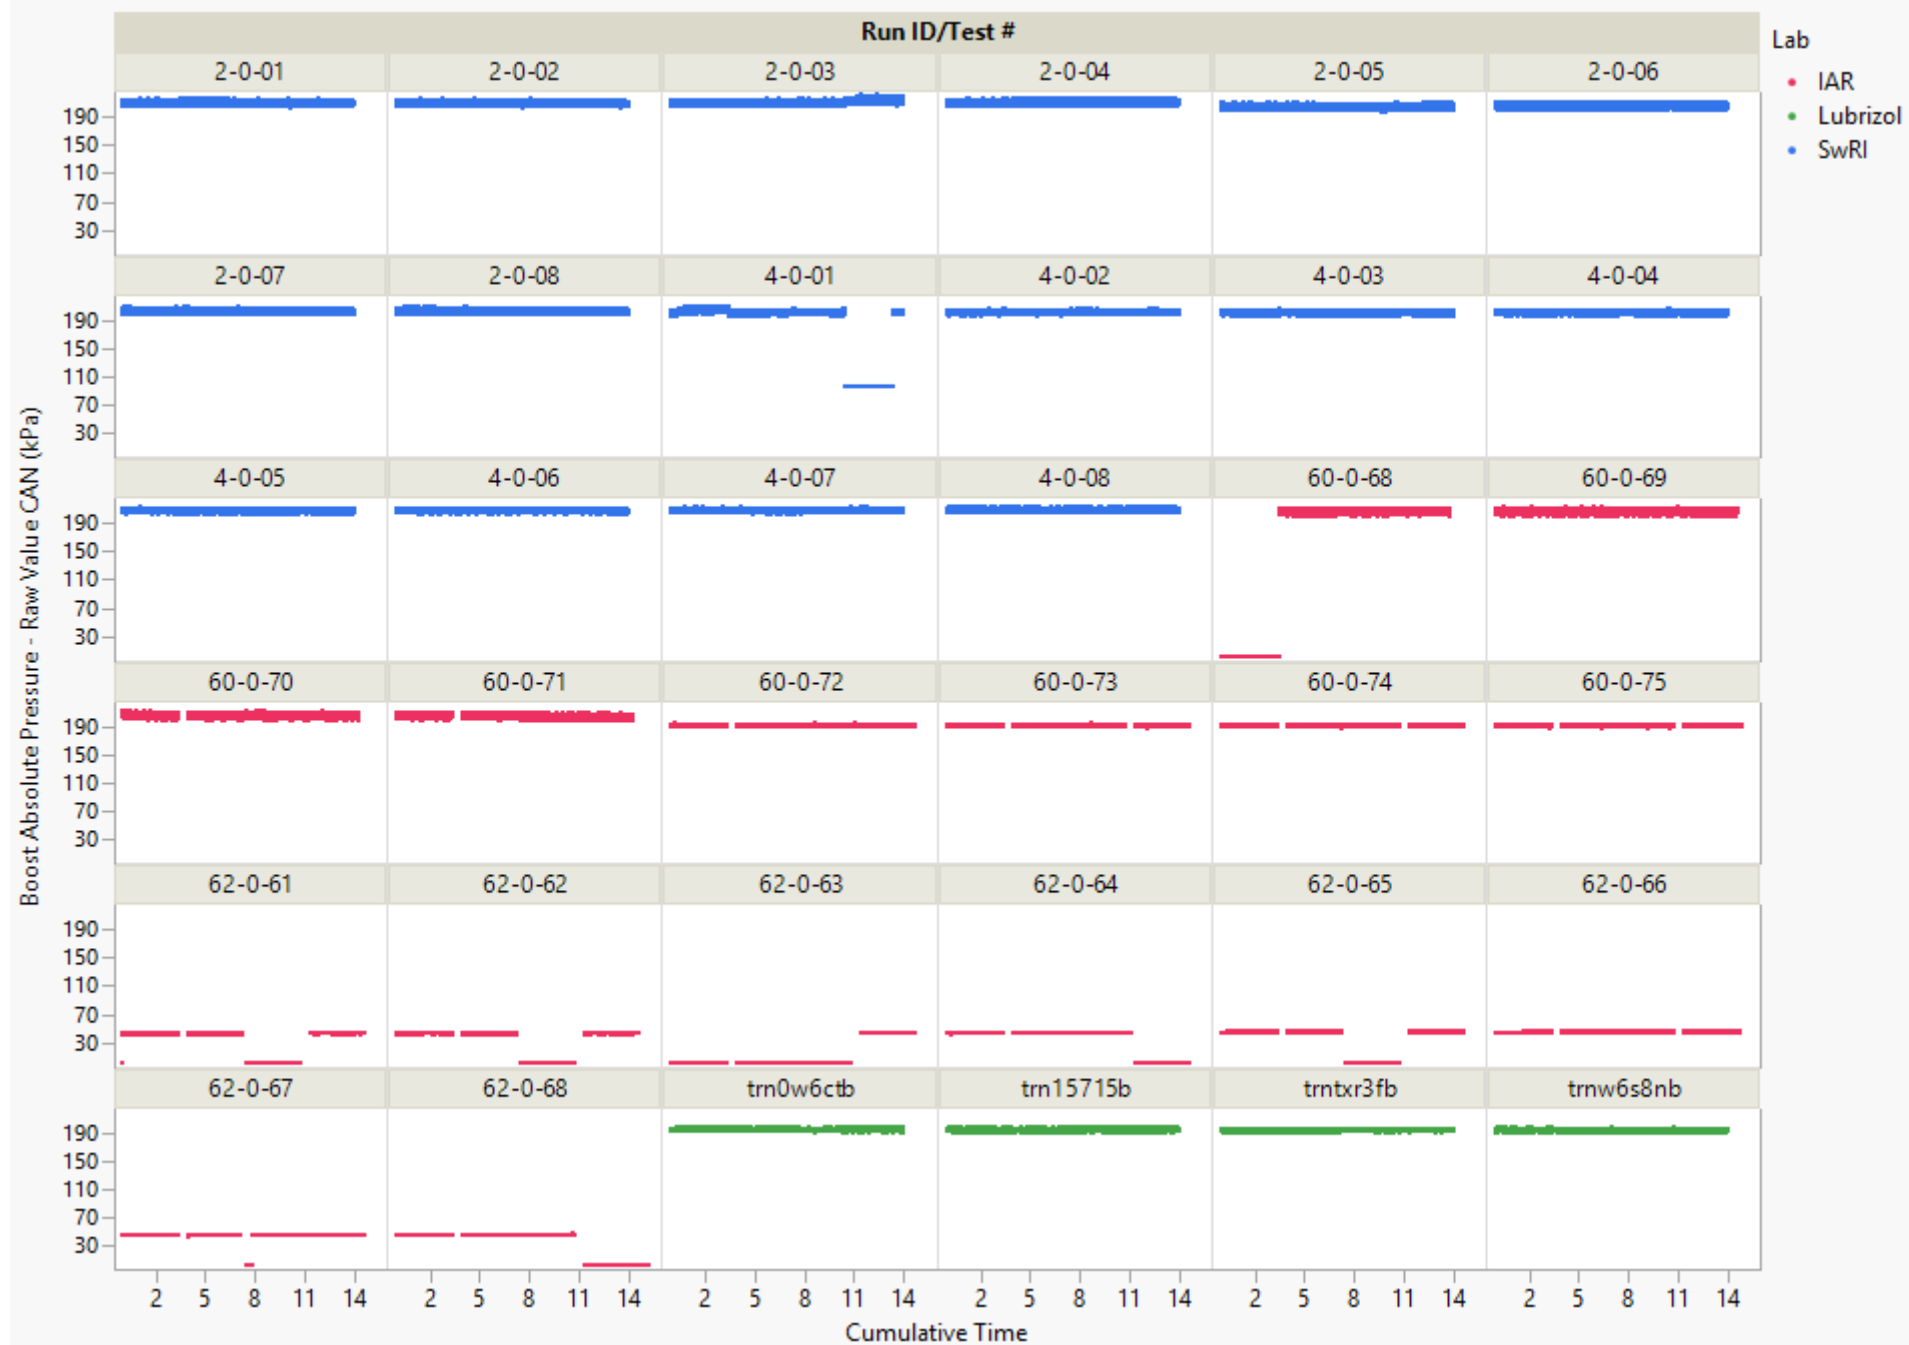 Run ID/Test #
2-0-01 2-0-02 2-0-03 2-0-04 2-0-05 2-0-06
190
150
110
70
30
2-0-07 2-0-08 4-0-01 4-0-02 4-0-03 4-0-04
190
150
110
70
30
4-0-05 4-0-06 4-0-07 4-0-08 60-0-68 60-0-69
190
150
110
70
30
60-0-70 60-0-71 60-0-72 60-0-73 60-0-74 60-0-75
190
150
110
70
30
62-0-61 62-0-62 62-0-63 62-0-64 62-0-65 62-0-66
190
150
110
70
30
62-0-67 62-0-68 trn0w6ctb trn15715b trntxr3fb trnw6s8nb
190
150
110
70
30
2 5 8 11 14 2 5 8 11 14 2 5 8 11 14 2 5 8 11 14 2 5 8 11 14 2 5 8 11 14
Cumulative Time
Boost Absolute Pressure - Raw Value CAN (kPa)
Lab
IAR
Lubrizol
SwRI